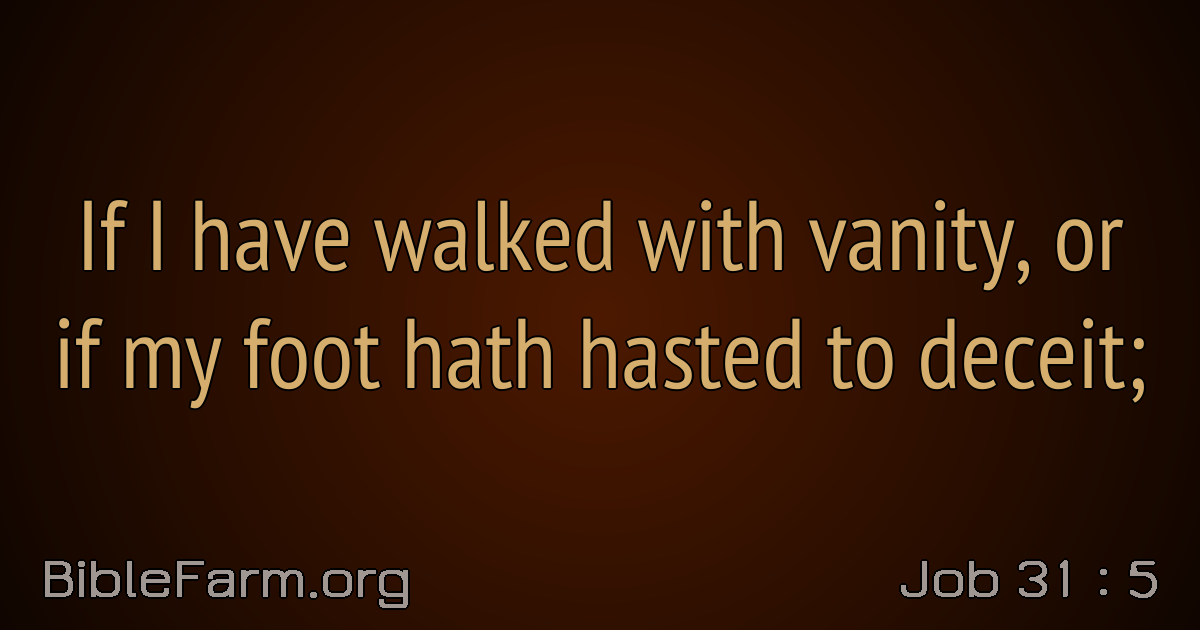 If I have walked with vanity, or
if my foot hath hasted to deceit;
BibleFarm.org
Job 31 : 5